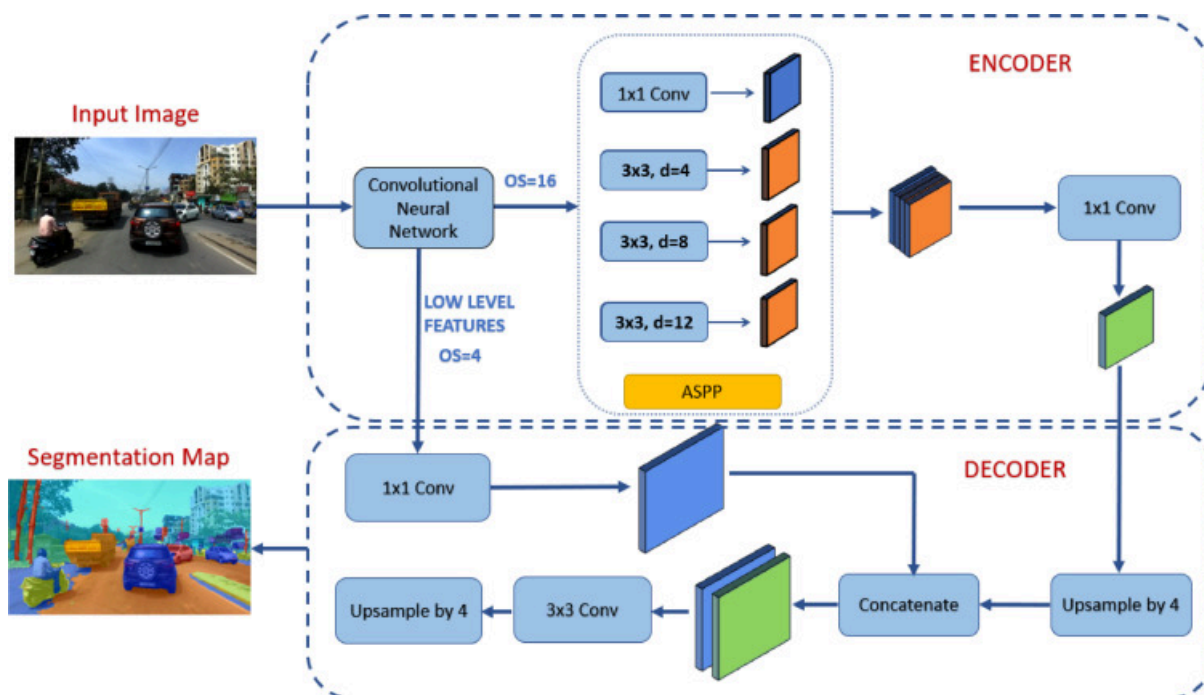 ENCODER
Input Image
1x1 Conv
Convolutional
Neural
Network
OS=16
3x3, d=4
3x3, d=8
3x3, d=12
1x1 Conv
LOW LEVEL
FEATURES
OS=4
ASPP
Segmentation Map
DECODER
1x1 Conv
Upsample by 4
3x3 Conv
Concatenate
Upsample by 4